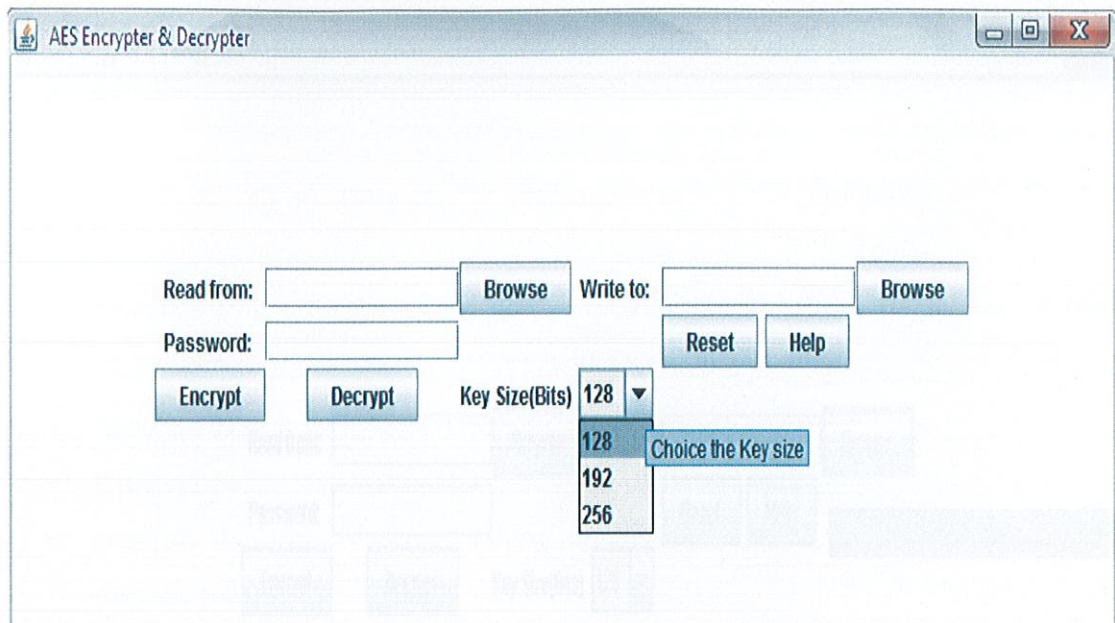 AES Encrypter & Decrypter
Read from: Browse Write to: Browse
Password: Reset Help
Encrypt Decrypt Key Size(Bits) 128
128 Choice the Key size
192
256